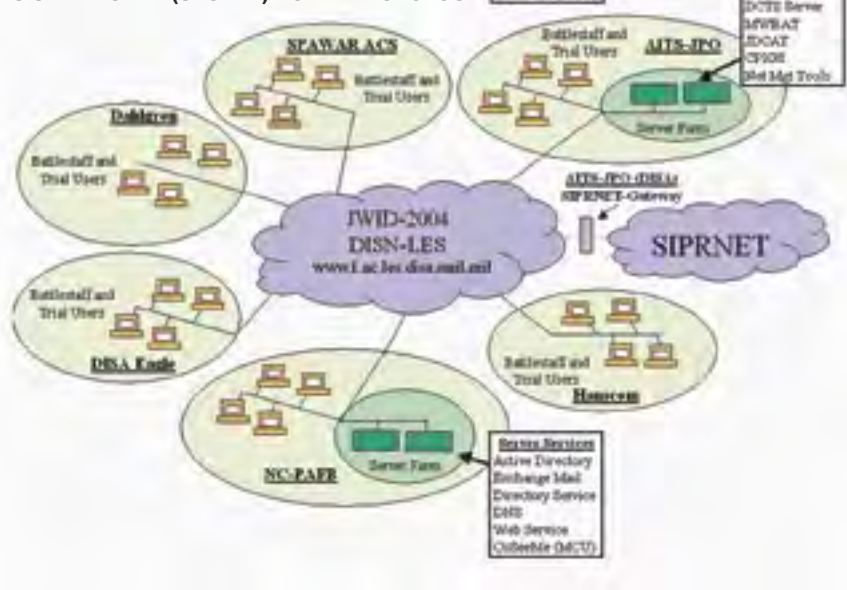 DCTS Server
MWBAT
JDCAT
Net Mgt Tools
SPAWAR ACS
Battlestaff and
Trial Users
Battlestaff and
Trial Users
AITS-JPO
Server Farm
Dahlgren
Battlestaff and
Trial Users
AITS-JPO (DISA)
SIPRNET-Gateway
JWID-2004
DISN-LES
SIPRNET
Battlestaff and
Trial Users
DISA Eagle
Battlestaff and
Trial Users
Hanscom
NC-PAFB
Server Farm
Server Services
Active Directory
Exchange Mail
Directory Service
DNS
Web Service
CuSeeMe (MCU)